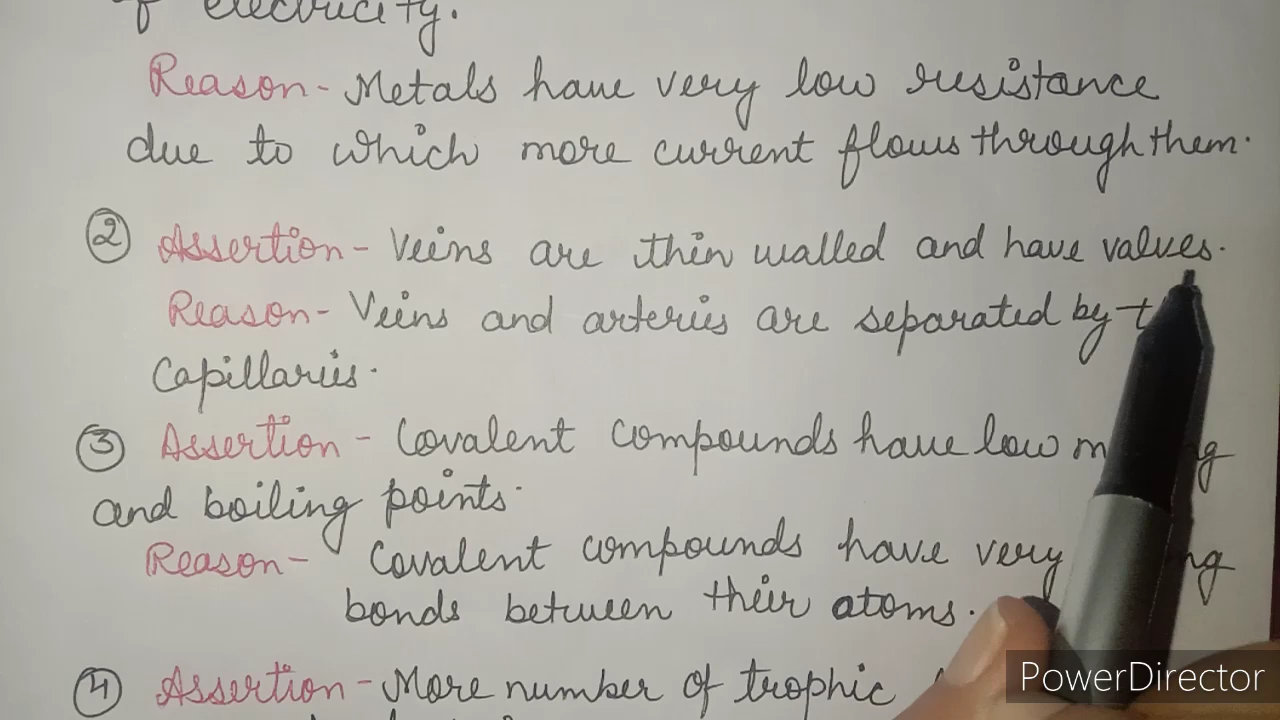 of electricity.
Reason - Metals have very low resistance
due to which more current flows through them.
② Assertion - Veins are thin walled and have valves.
Reason - Veins and arteries are separated by
Capillaries.
③ Assertion - Covalent compounds have low
and boiling points.
Reason - Covalent compounds have very
bonds between their atoms.
④ Assertion - More number of trophic
PowerDirector